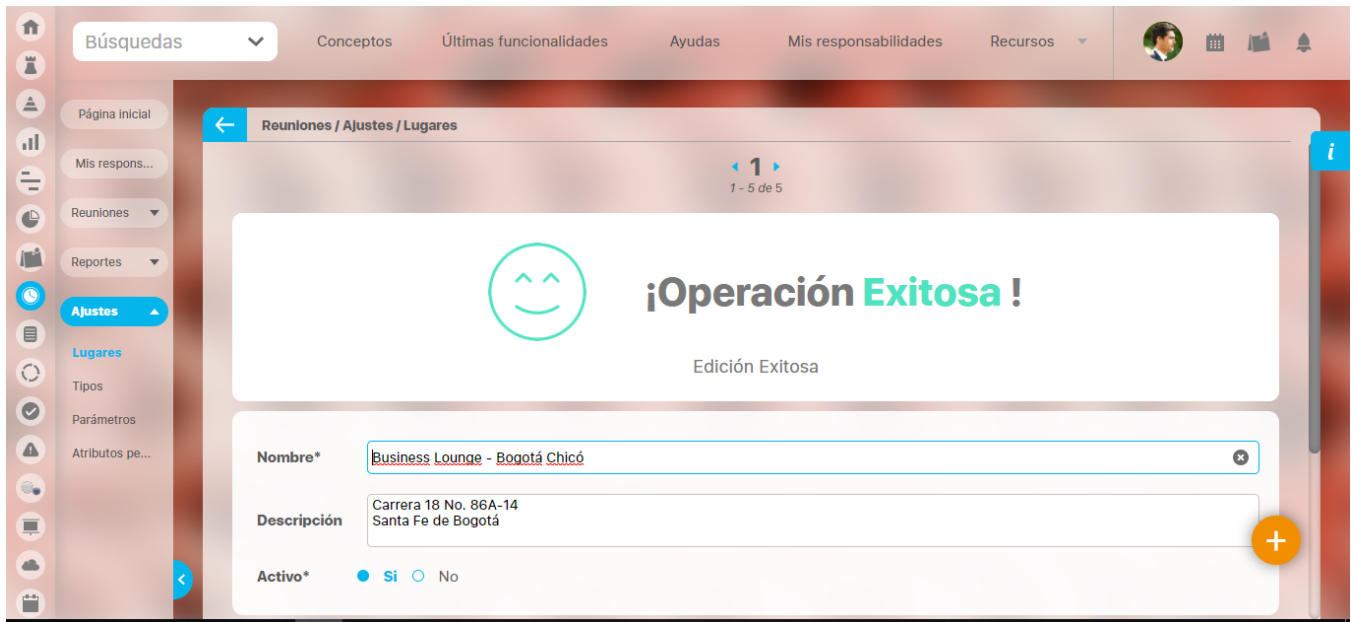 Búsquedas
Conceptos
Últimas funcionalidades
Ayudas
Mis responsabilidades
Recursos
Página inicial
Mis respons...
Reuniones
Reportes
Ajustes
Lugares
Tipos
Parámetros
Atributos pe...
Reuniones / Ajustes / Lugares
1
1 - 5 de 5
i
¡Operación Exitosa !
Edición Exitosa
Nombre* Business Lounge - Bogotá Chicó
Descripción
Carrera 18 No. 86A-14
Santa Fe de Bogotá
Activo* Si No